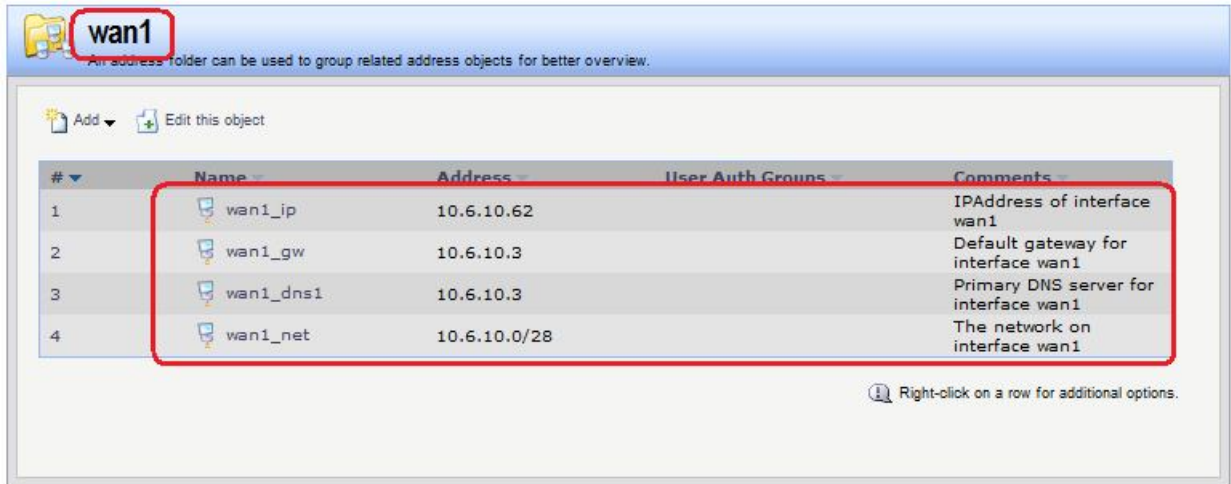 wan1
An address folder can be used to group related address objects for better overview.
Add Edit this object
# Name Address User Auth Groups Comments
1 wan1_ip 10.6.10.62 IPAddress of interface
wan1
2 wan1_gw 10.6.10.3 Default gateway for
interface wan1
3 wan1_dns1 10.6.10.3 Primary DNS server for
interface wan1
4 wan1_net 10.6.10.0/28 The network on
interface wan1
Right-click on a row for additional options.